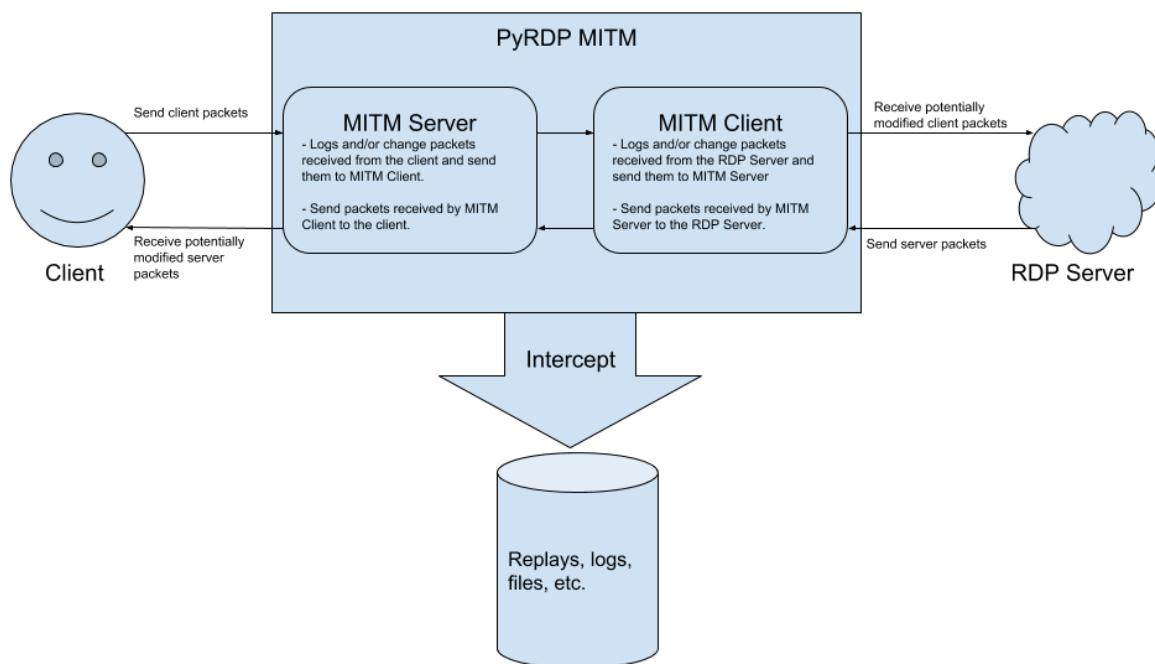 PyRDP MITM
Send client packets
MITM Server
- Logs and/or change packets
received from the client and send
them to MITM Client.
- Send packets received by MITM
Client to the client.
MITM Client
- Logs and/or change packets
received from the RDP Server and
send them to MITM Server
- Send packets received by MITM
Server to the RDP Server.
Receive potentially
modified client packets
Receive potentially
modified server
packets
Send server packets
Client
RDP Server
Intercept
Replays, logs,
files, etc.